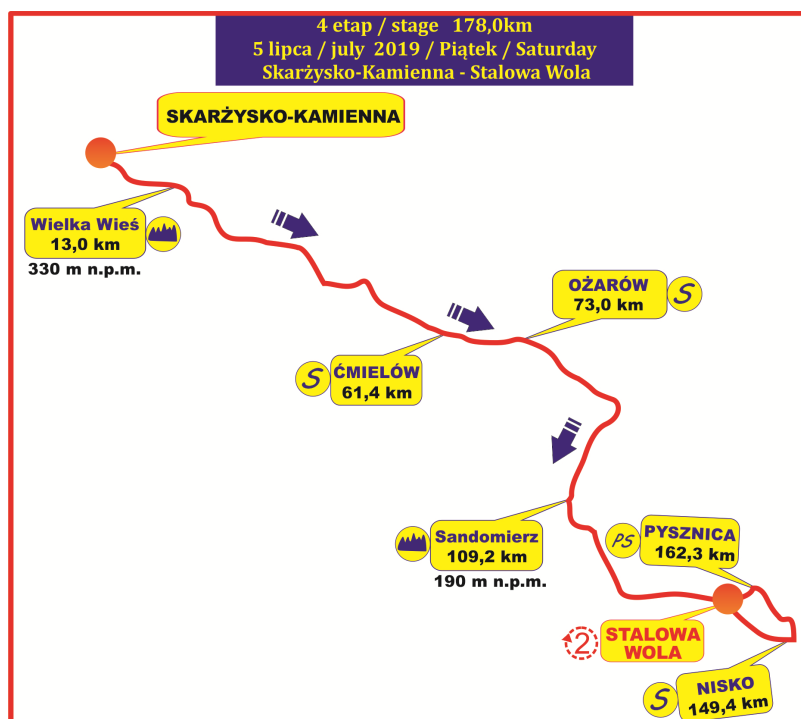 4 etap / stage 178,0km
5 lipca / july 2019 / Piątek / Saturday
Skarżysko-Kamienna - Stalowa Wola
SKARŻYSKO-KAMIENNA
Wielka Wieś
13,0 km
330 m n.p.m.
OŻARÓW
73,0 km
S
S
ĆMIELÓW
61,4 km
Sandomierz
109,2 km
190 m n.p.m.
PS
PYSZNICA
162,3 km
2
STALOWA
WOLA
S
NISKO
149,4 km